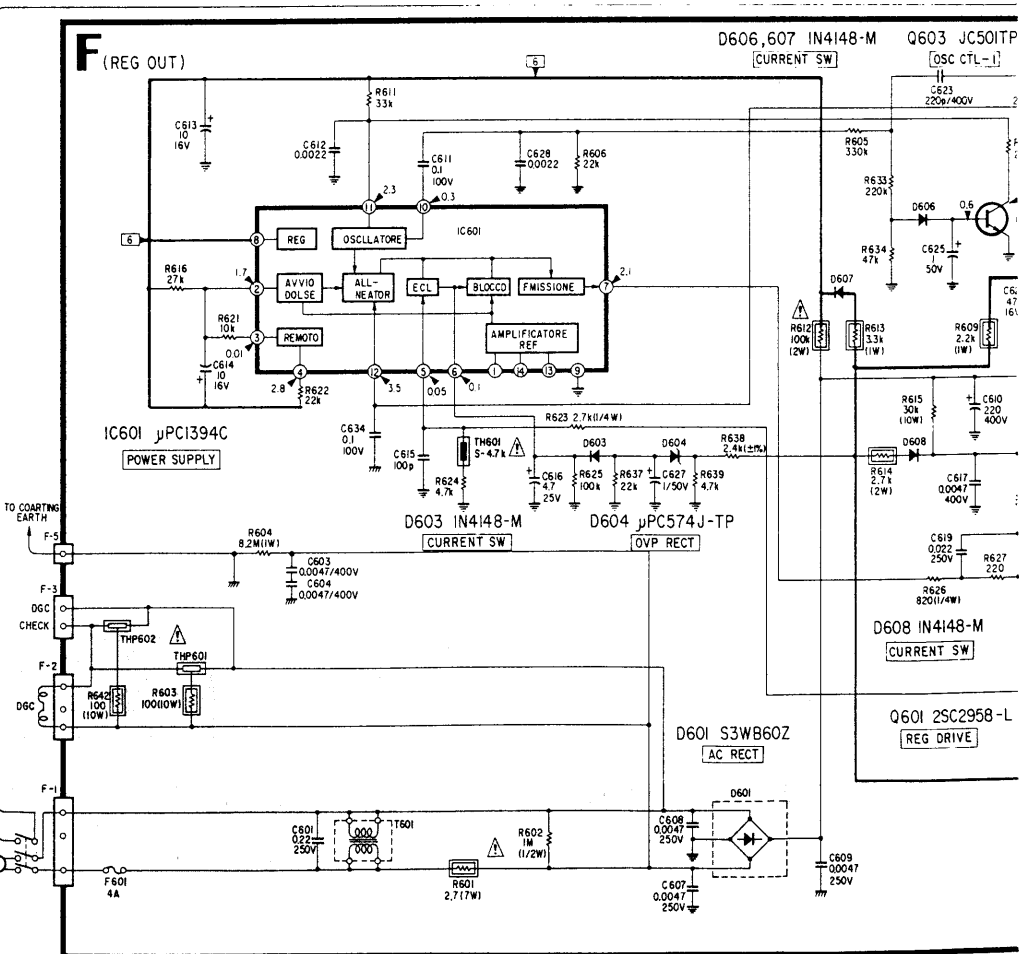 F (REG OUT)
D606,607 1N4148-M
CURRENT SW
Q603 JC501TP
OSC CTL-1
6
C623
220p/400V
R611
33k
C613
10
16V
C612
0.0022
C611
0.1
100V
C628
0.0022
R606
22k
R605
330k
R633
220k
2.3
11
0.3
10
D606
0.6
IC601
6
8
REG
OSCLLATORE
R634
47k
C625
1
50V
R616
27k
1.7
2
AVVIO
DOLSE
ALL-
NEATOR
ECL
BLOCCO
FMISSIONE
2.1
7
D607
R621
10k
3
0.01
REMOTO
AMPLIFICATORE
REF
R612
100k
(2W)
R613
3.3k
(1W)
R609
2.2k
(1W)
47
16V
C614
10
16V
4
2.8
R622
22k
12
3.5
5
0.05
6
0.1
1
14
13
9
IC601 µPC1394C
POWER SUPPLY
C634
0.1
100V
R623 2.7k(1/4W)
R615
30k
(10W)
C610
220
400V
C615
100p
TH601
S-4.7k
R624
4.7k
D603
D604
R638
2.4k(±1%)
D608
C616
4.7
25V
R625
100k
R637
22k
C627
1/50V
R639
4.7k
R614
2.7k
(2W)
C617
0.0047
400V
TO COARTING
EARTH
D603 1N4148-M
CURRENT SW
D604 µPC574J-TP
OVP RECT
F-5
R604
8.2M(1W)
C603
0.0047/400V
C604
0.0047/400V
C619
0.022
250V
R627
220
R626
820(1/4W)
F-3
DGC
CHECK
THP602
THP601
D608 1N4148-M
CURRENT SW
F-2
DGC
R642
100
(10W)
R603
100(10W)
D601 S3WB60Z
AC RECT
Q601 2SC2958-L
REG DRIVE
F-1
C601
0.22
250V
T601
R602
1M
(1/2W)
C608
0.0047
250V
D601
F601
4A
R601
2.7(7W)
C607
0.0047
250V
C609
0.0047
250V